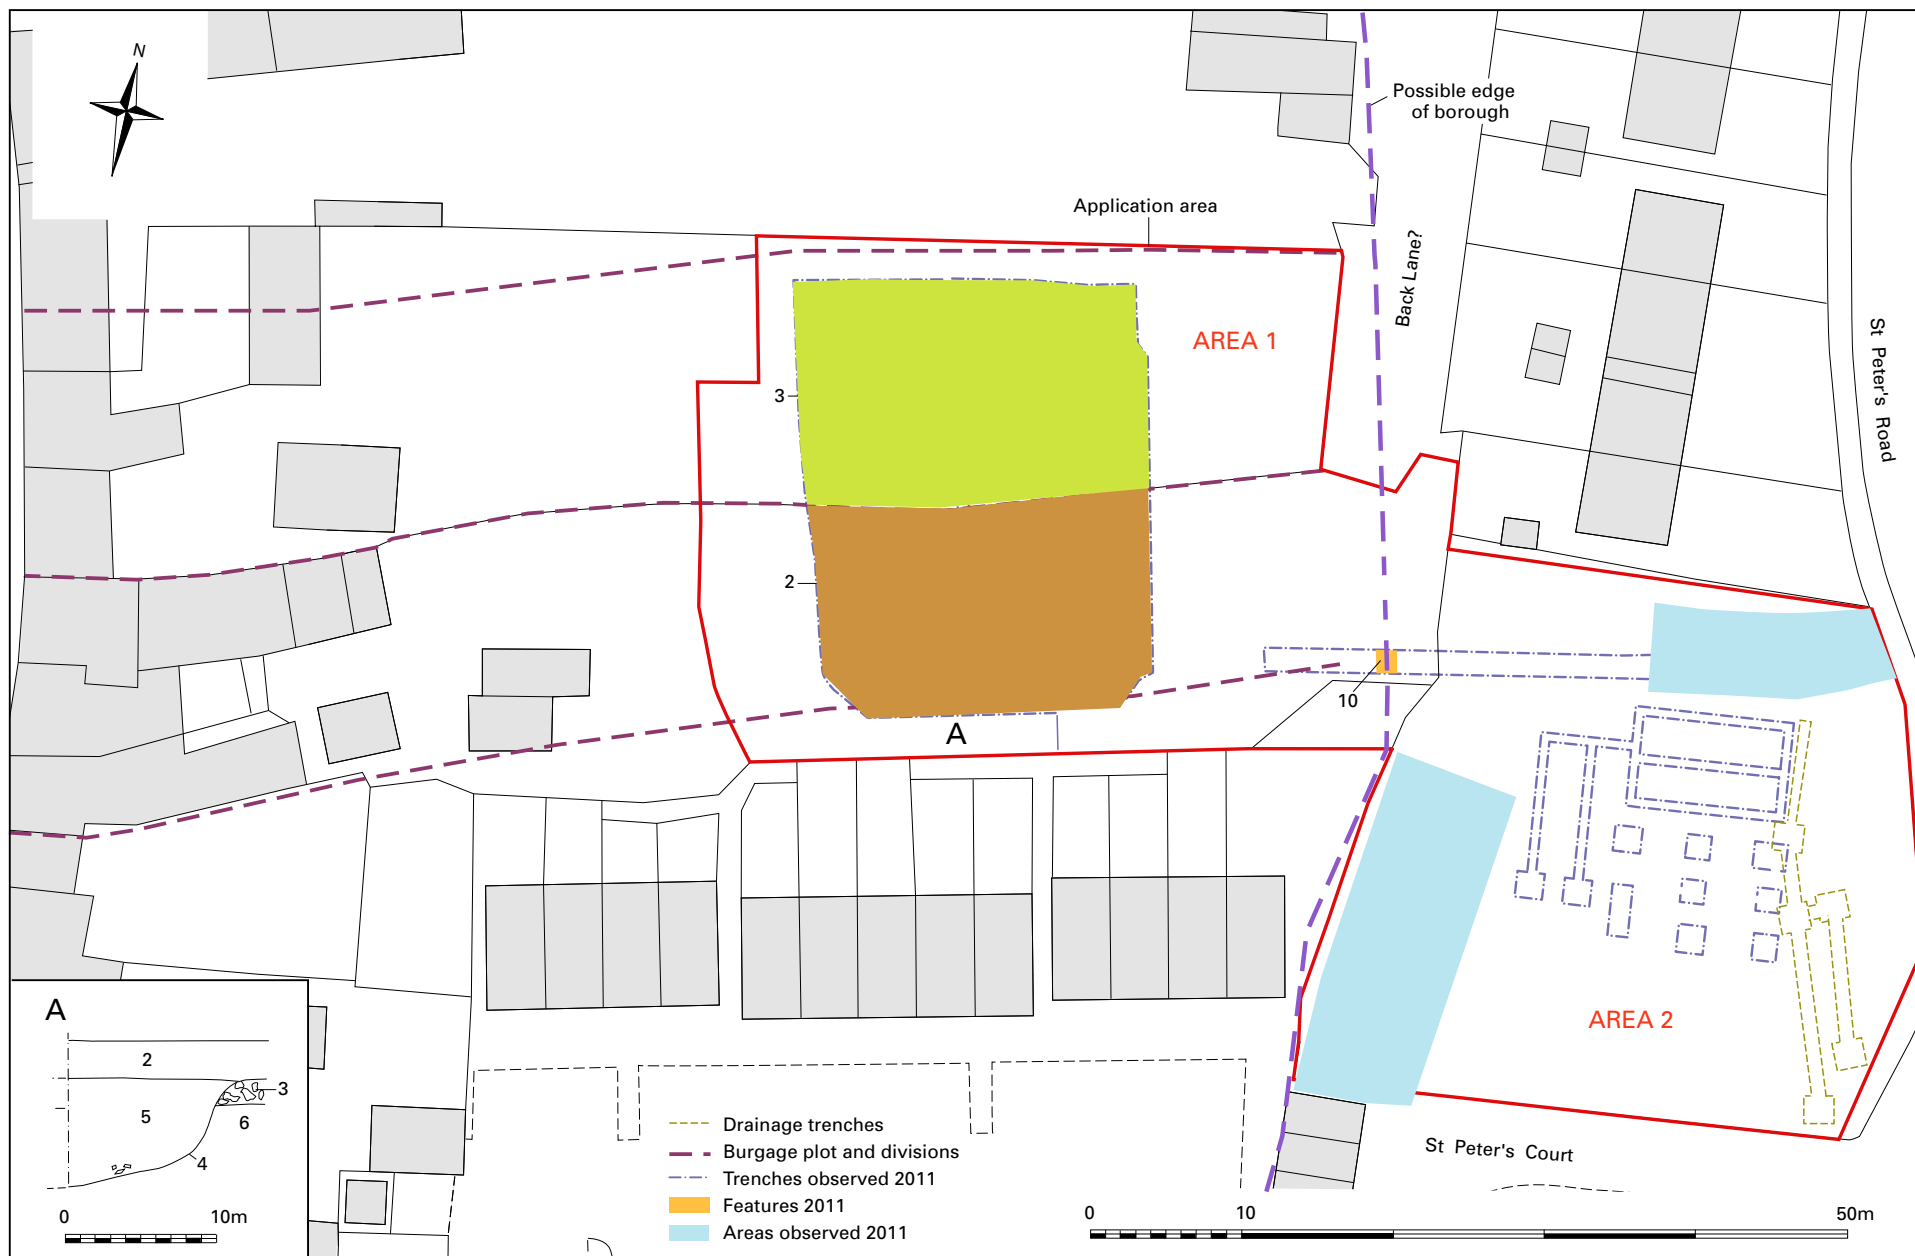 N
Possible edge
of borough
Application area
Back Lane?
AREA 1
St Peter's Road
3
2
10
A
AREA 2
St Peter's Court
A
2
3
5
6
4
0 10m
Drainage trenches
Burgage plot and divisions
Trenches observed 2011
Features 2011
Areas observed 2011
0 10 50m